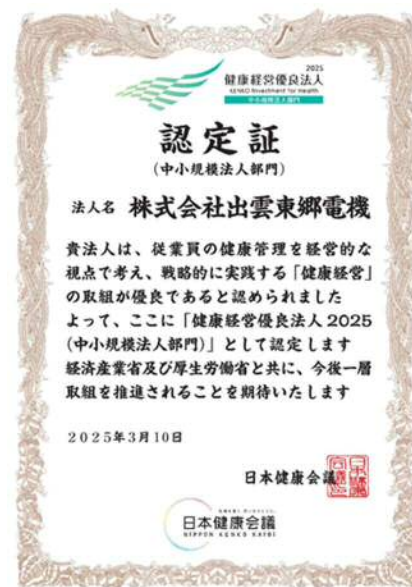 2025
健康経営優良法人
KENKO Investment for Health
中小規模法人部門
認定証
(中小規模法人部門)
法人名 株式会社出雲東郷電機
貴法人は、従業員の健康管理を経営的な
視点で考え、戦略的に実践する「健康経営」
の取組が優良であると認められました
よって、ここに「健康経営優良法人2025
(中小規模法人部門)」として認定します
経済産業省及び厚生労働省と共に、今後一層
取組を推進されることを期待いたします
2025年3月10日
日本健康会議
日本健康会議
NIPPON KENKO KAIGI